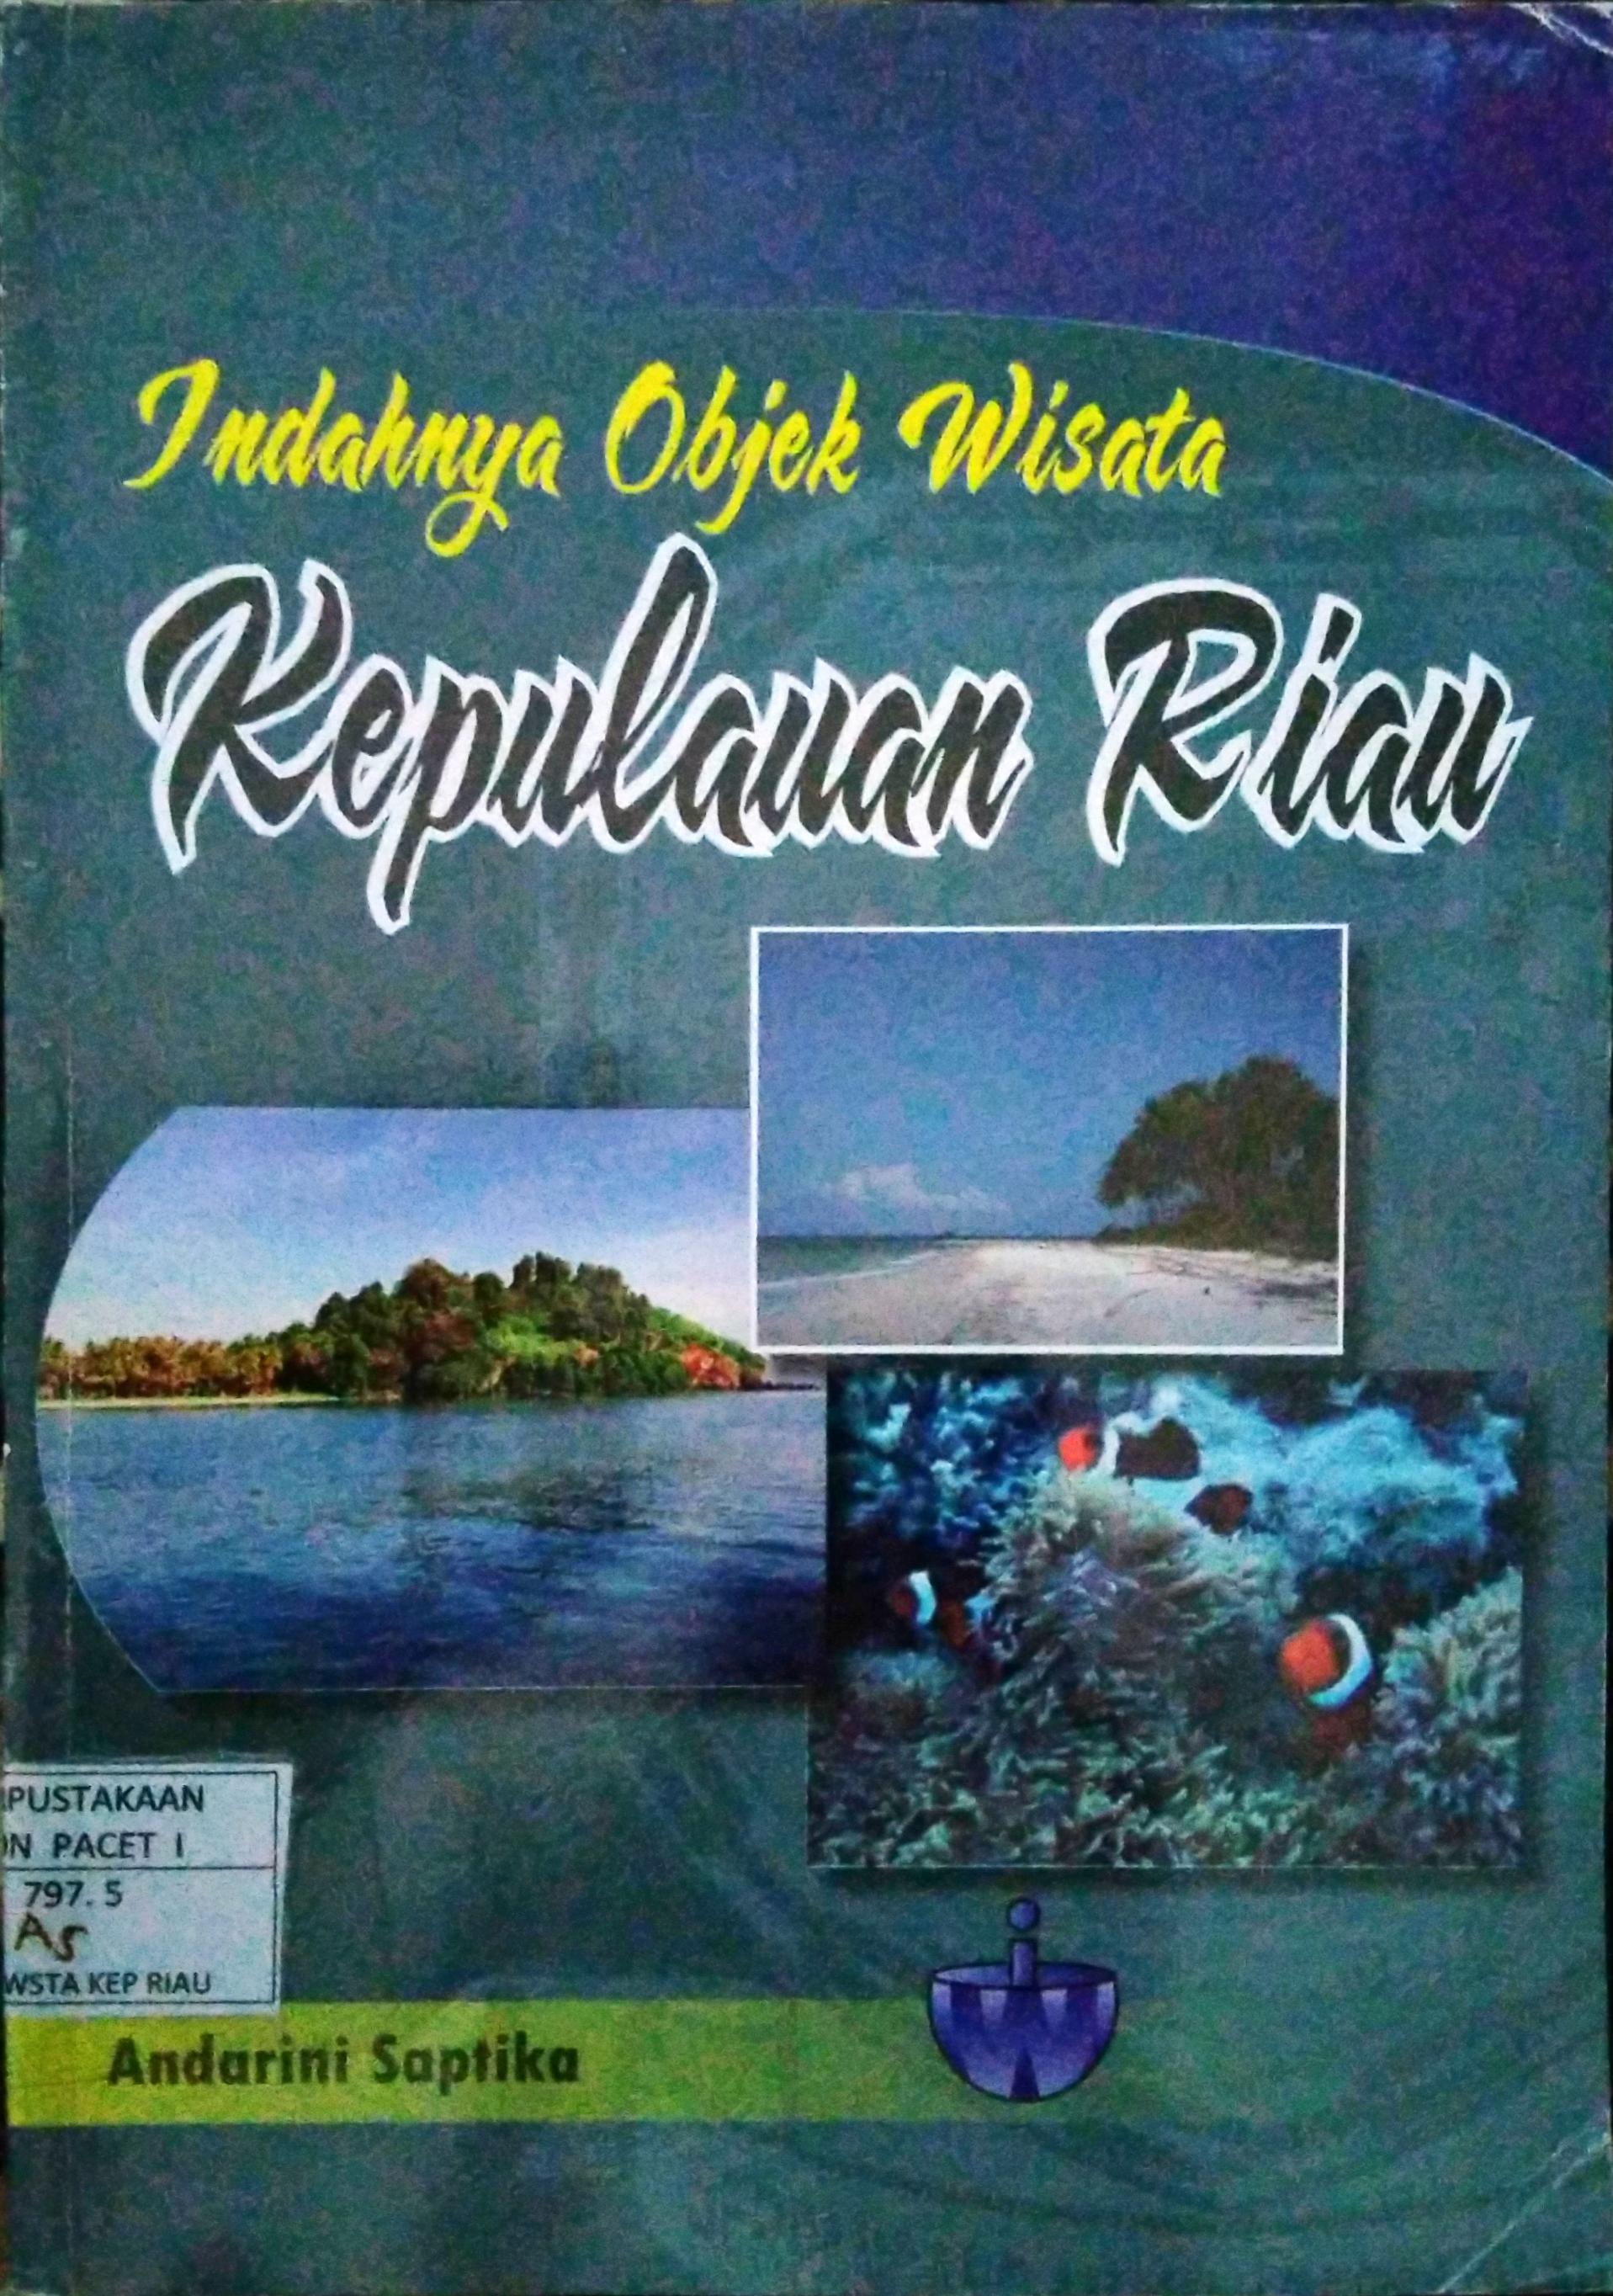 Indahnya Objek Wisata
Kepulauan Riau
PUSTAKAAN
N PACET I
797.5
As
WSTA KEP RIAU
Andarini Saptika